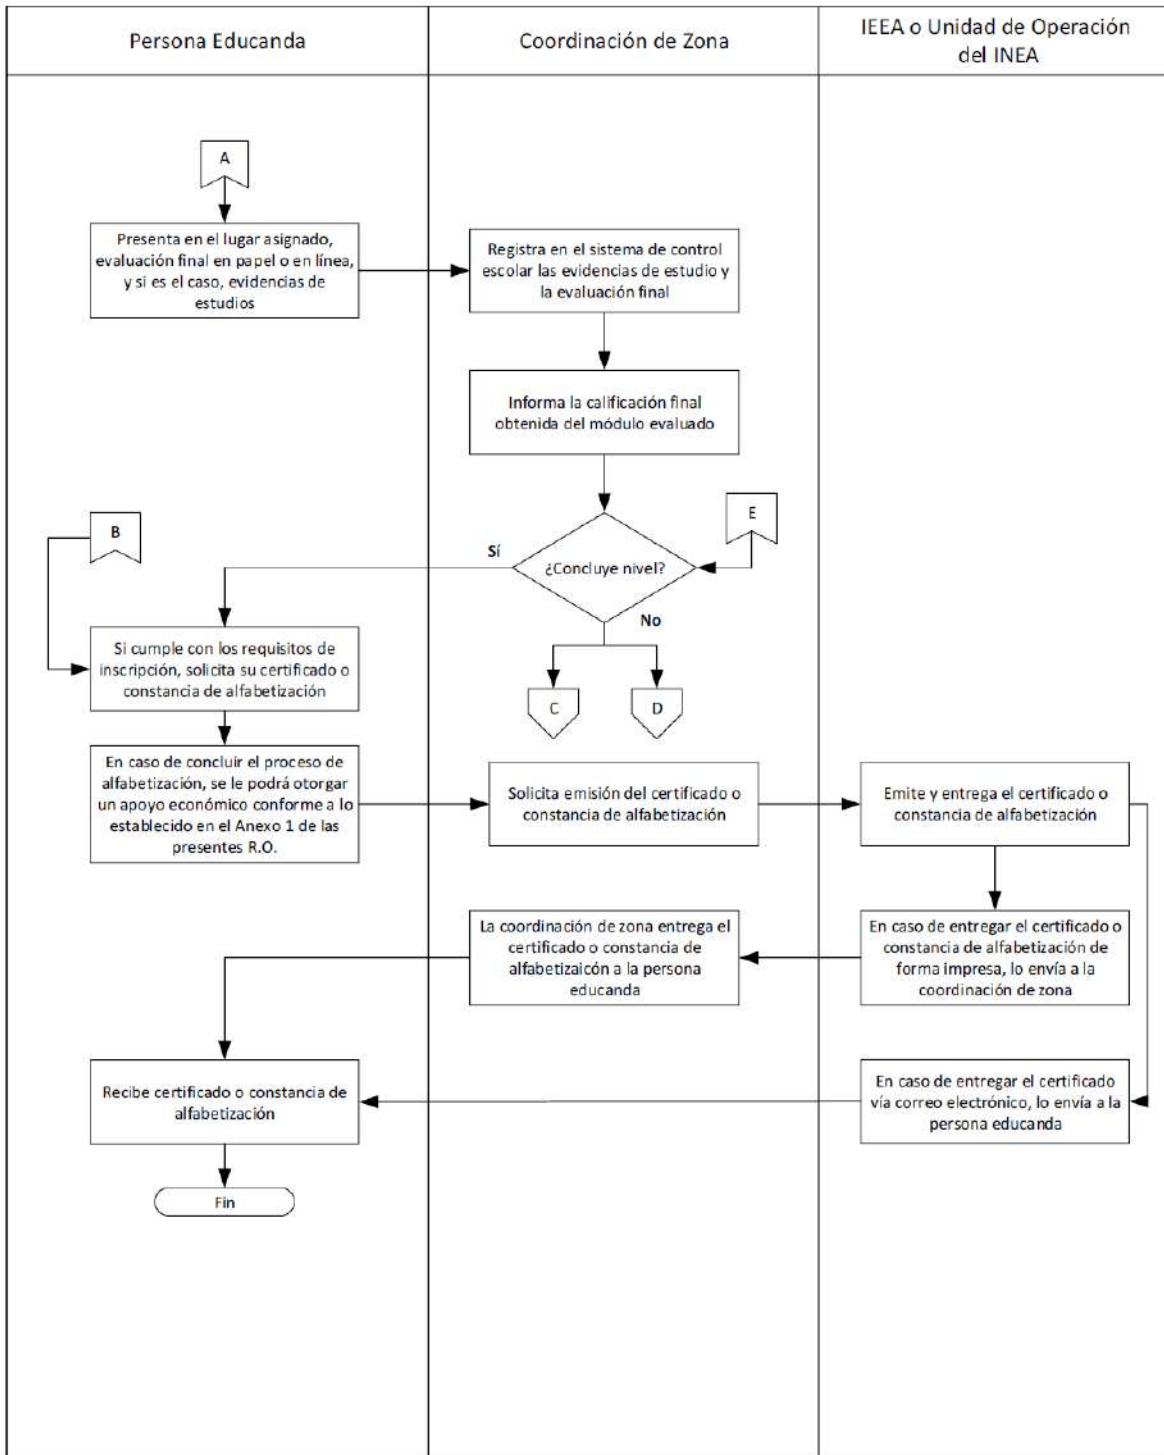 Persona Educanda
Coordinación de Zona
IEEA o Unidad de Operación
del INEA
A
Presenta en el lugar asignado,
evaluación final en papel o en línea,
y si es el caso, evidencias de
estudios
Registra en el sistema de control
escolar las evidencias de estudio y
la evaluación final
Informa la calificación final
obtenida del módulo evaluado
B
E
Sí
¿Concluye nivel?
No
Si cumple con los requisitos de
inscripción, solicita su certificado o
constancia de alfabetización
C
D
En caso de concluir el proceso de
alfabetización, se le podrá otorgar
un apoyo económico conforme a lo
establecido en el Anexo 1 de las
presentes R.O.
Solicita emisión del certificado o
constancia de alfabetización
Emite y entrega el certificado o
constancia de alfabetización
La coordinación de zona entrega el
certificado o constancia de
alfabetizaicón a la persona
educanda
En caso de entregar el certificado o
constancia de alfabetización de
forma impresa, lo envía a la
coordinación de zona
Recibe certificado o constancia de
alfabetización
En caso de entregar el certificado
vía correo electrónico, lo envía a la
persona educanda
Fin